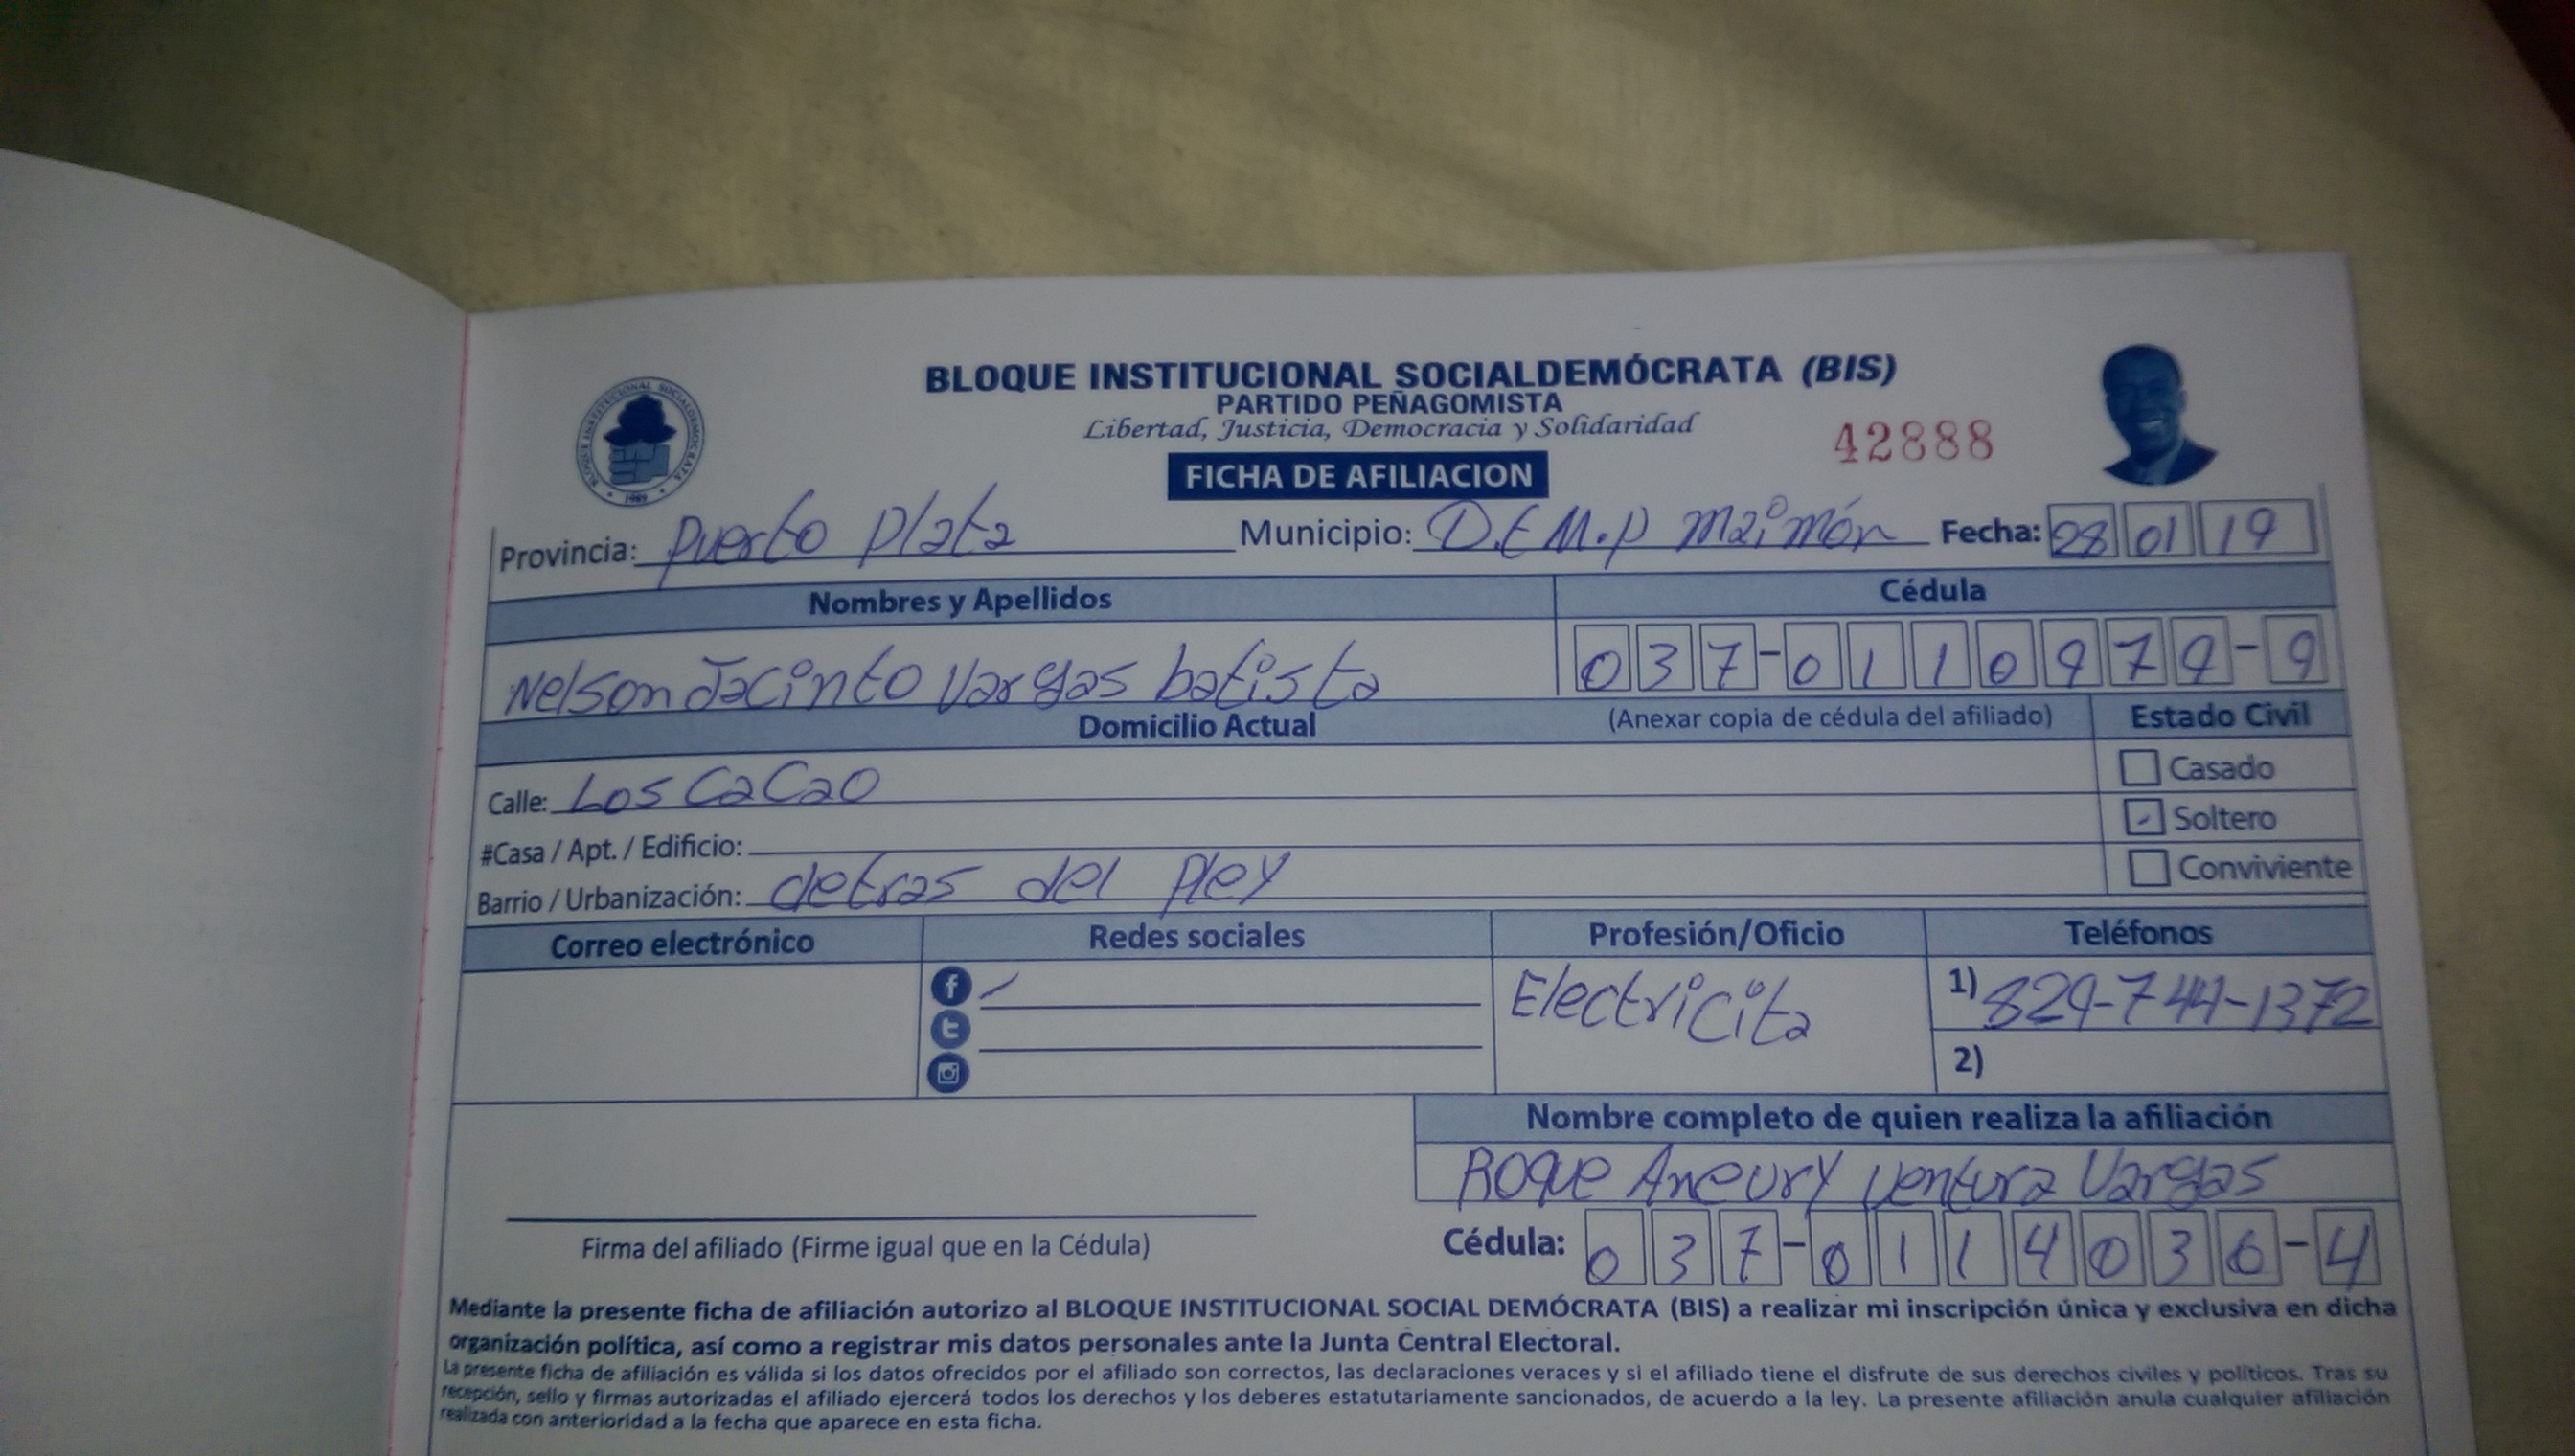 BLOQUE INSTITUCIONAL SOCIALDEMÓCRATA (BIS)
PARTIDO PEÑAGOMISTA
Libertad, Justicia, Democracia y Solidaridad
42888
BLOQUE INSTITUCIONAL SOCIALDEMOCRATA
FICHA DE AFILIACION
Provincia: Puerto Plata Municipio: D.E M.P Maimón Fecha: 28 01 19
Nombres y Apellidos Cédula
Nelson Jacinto Vargas batista 037-0110979-9
Domicilio Actual (Anexar copia de cédula del afiliado) Estado Civil
Calle: Los CaCao Casado
#Casa / Apt. / Edificio: Soltero
Barrio / Urbanización: detras del pley Conviviente
Correo electrónico Redes sociales Profesión/Oficio Teléfonos
Electricita 1) 829-744-1372
2)
Nombre completo de quien realiza la afiliación
Roque Aneury Ventura Vargas
Firma del afiliado (Firme igual que en la Cédula) Cédula: 037-0114036-4
Mediante la presente ficha de afiliación autorizo al BLOQUE INSTITUCIONAL SOCIAL DEMÓCRATA (BIS) a realizar mi inscripción única y exclusiva en dicha
organización política, así como a registrar mis datos personales ante la Junta Central Electoral.
La presente ficha de afiliación es válida si los datos ofrecidos por el afiliado son correctos, las declaraciones veraces y si el afiliado tiene el disfrute de sus derechos civiles y políticos. Tras su
recepción, sello y firmas autorizadas el afiliado ejercerá todos los derechos y los deberes estatutariamente sancionados, de acuerdo a la ley. La presente afiliación anula cualquier afiliación
realizada con anterioridad a la fecha que aparece en esta ficha.